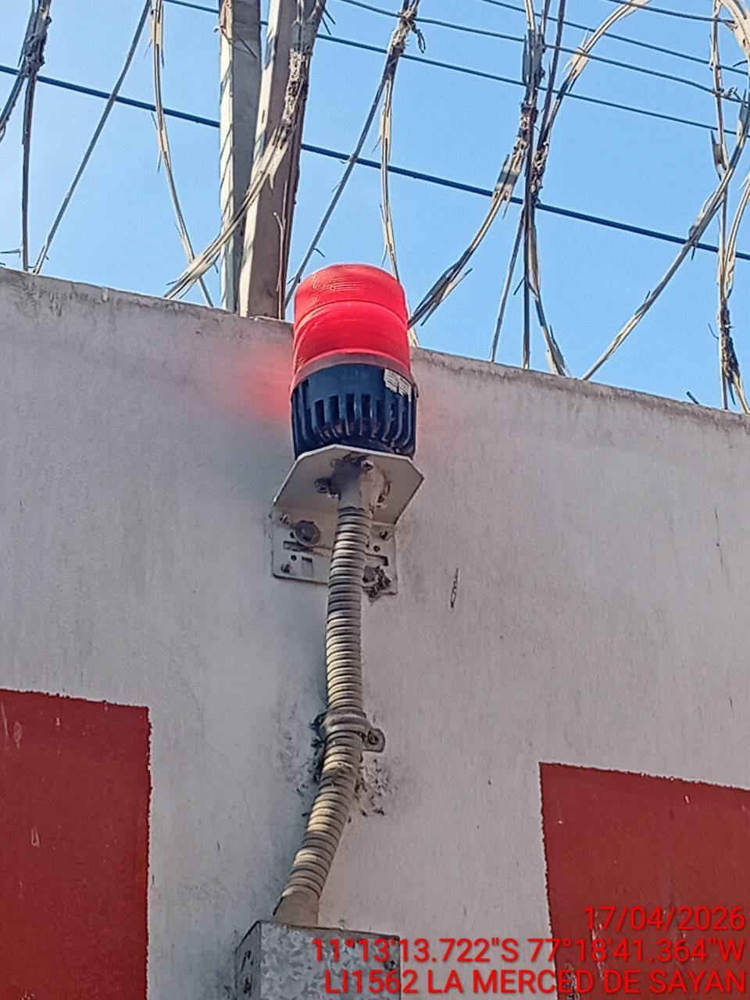 17/04/2026
11°13'13.722"S 77°18'41.364"W
LI1562 LA MERCED DE SAYAN